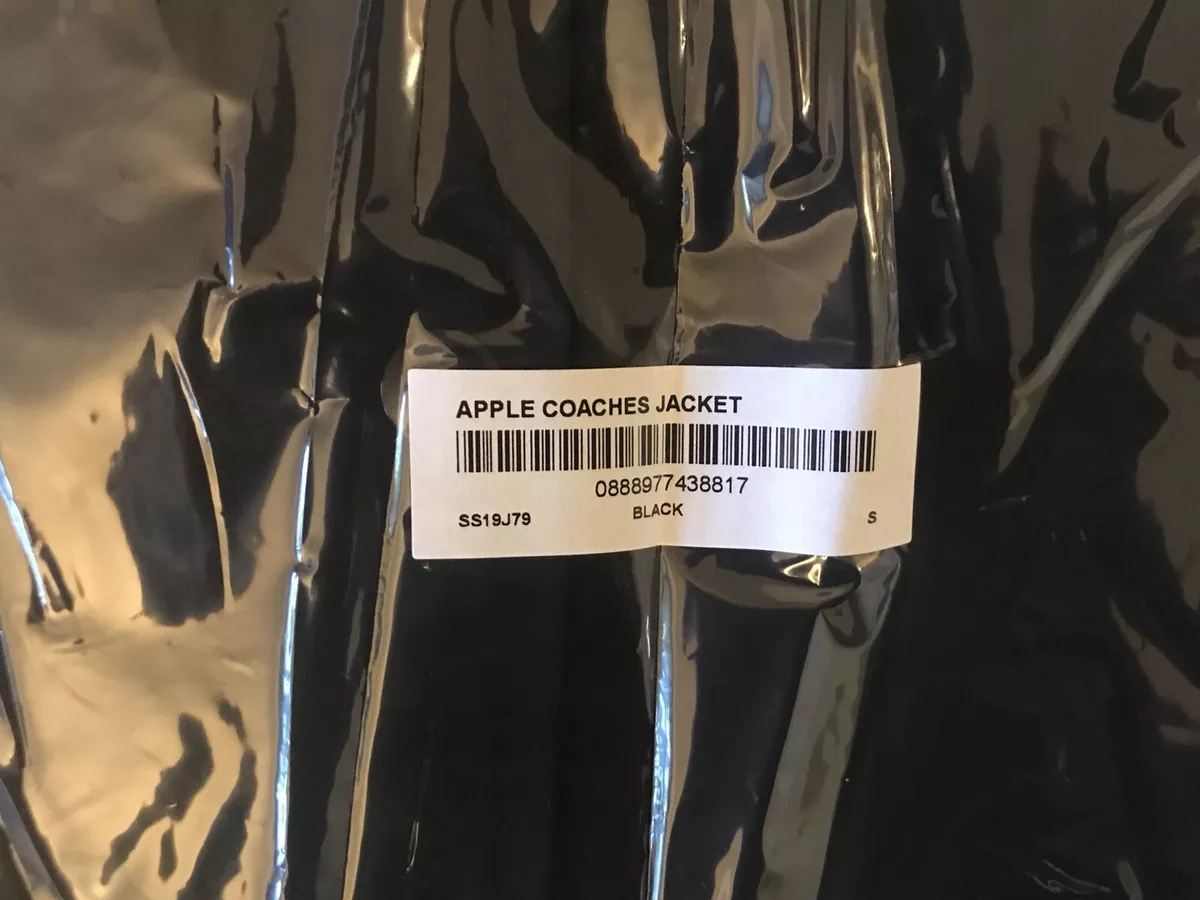 APPLE COACHES JACKET
0888977438817
SS19J79 BLACK S